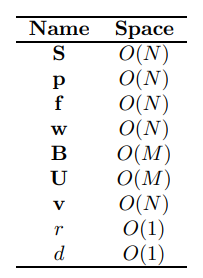 Name Space
S O(N)
p O(N)
f O(N)
w O(N)
B O(M)
U O(M)
v O(N)
r O(1)
d O(1)